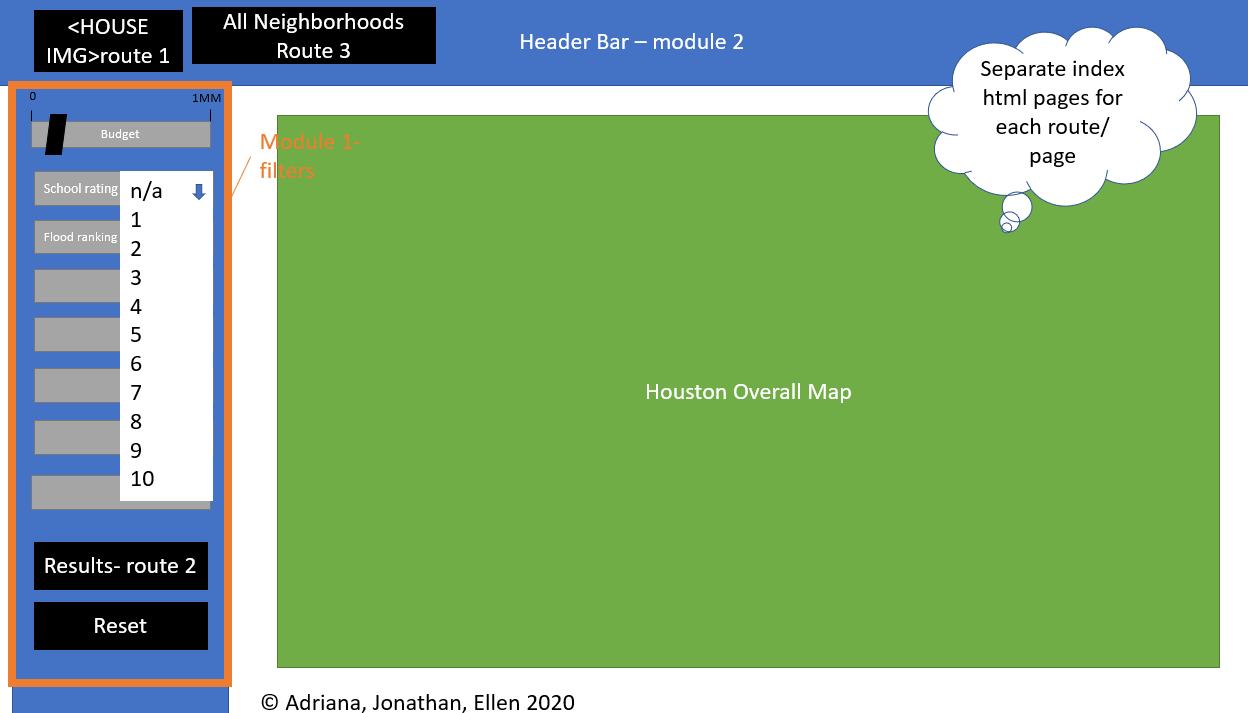 <HOUSE
IMG>route 1
All Neighborhoods
Route 3
Header Bar – module 2
Separate index
html pages for
each route/
page
0
1MM
Budget
Module 1-
filters
School rating
n/a
1
Flood ranking
2
3
4
5
6
7
8
9
10
Houston Overall Map
Results- route 2
Reset
© Adriana, Jonathan, Ellen 2020